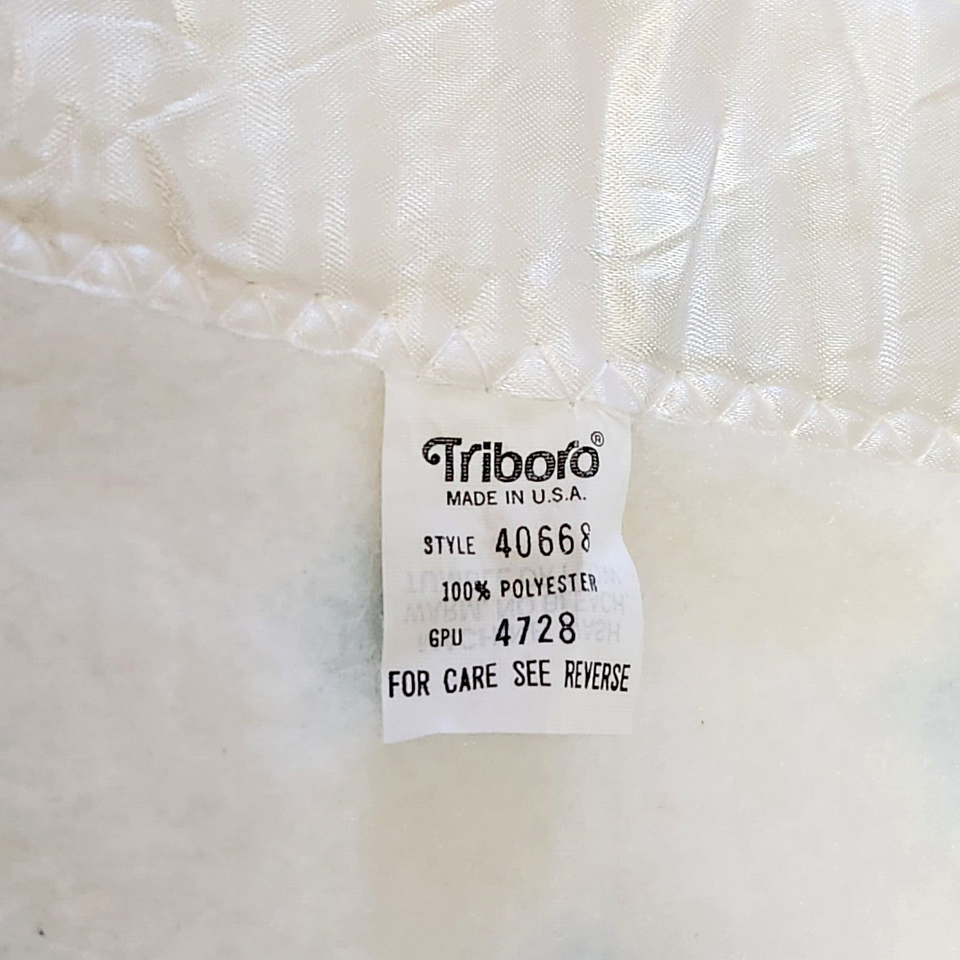 Triboro®
MADE IN U.S.A.
STYLE 40668
100% POLYESTER
GPU 4728
FOR CARE SEE REVERSE